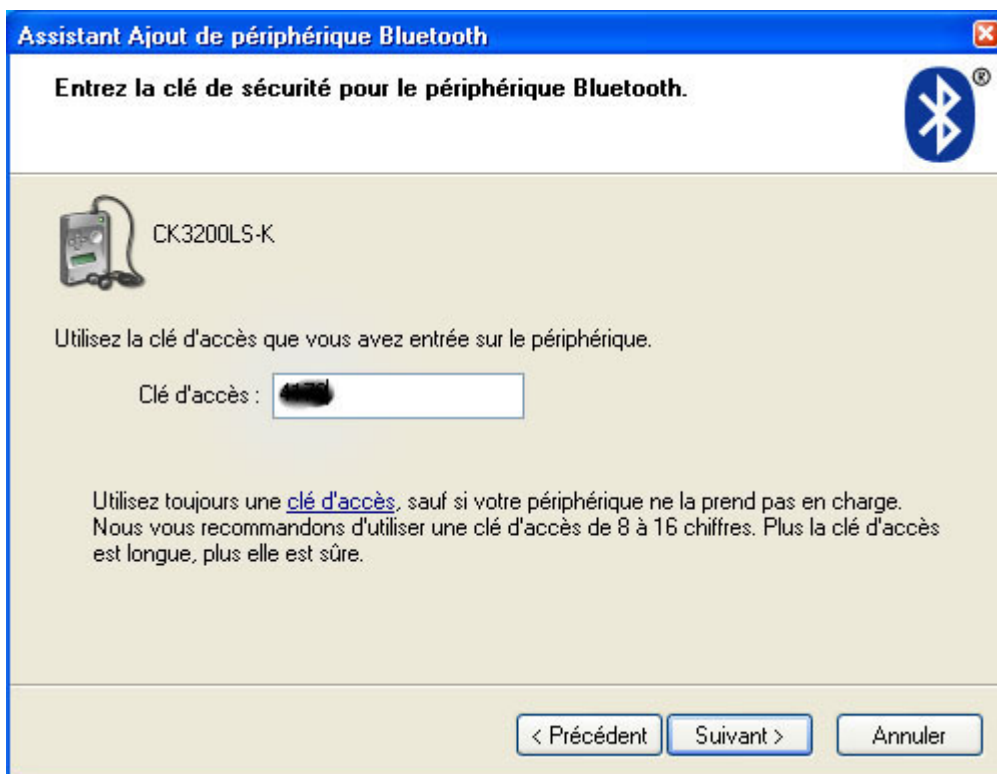 Assistant Ajout de périphérique Bluetooth
Entrez la clé de sécurité pour le périphérique Bluetooth.
®
CK3200LS-K
Utilisez la clé d'accès que vous avez entrée sur le périphérique.
Clé d'accès :
Utilisez toujours une clé d'accès, sauf si votre périphérique ne la prend pas en charge.
Nous vous recommandons d'utiliser une clé d'accès de 8 à 16 chiffres. Plus la clé d'accès
est longue, plus elle est sûre.
< Précédent
Suivant >
Annuler